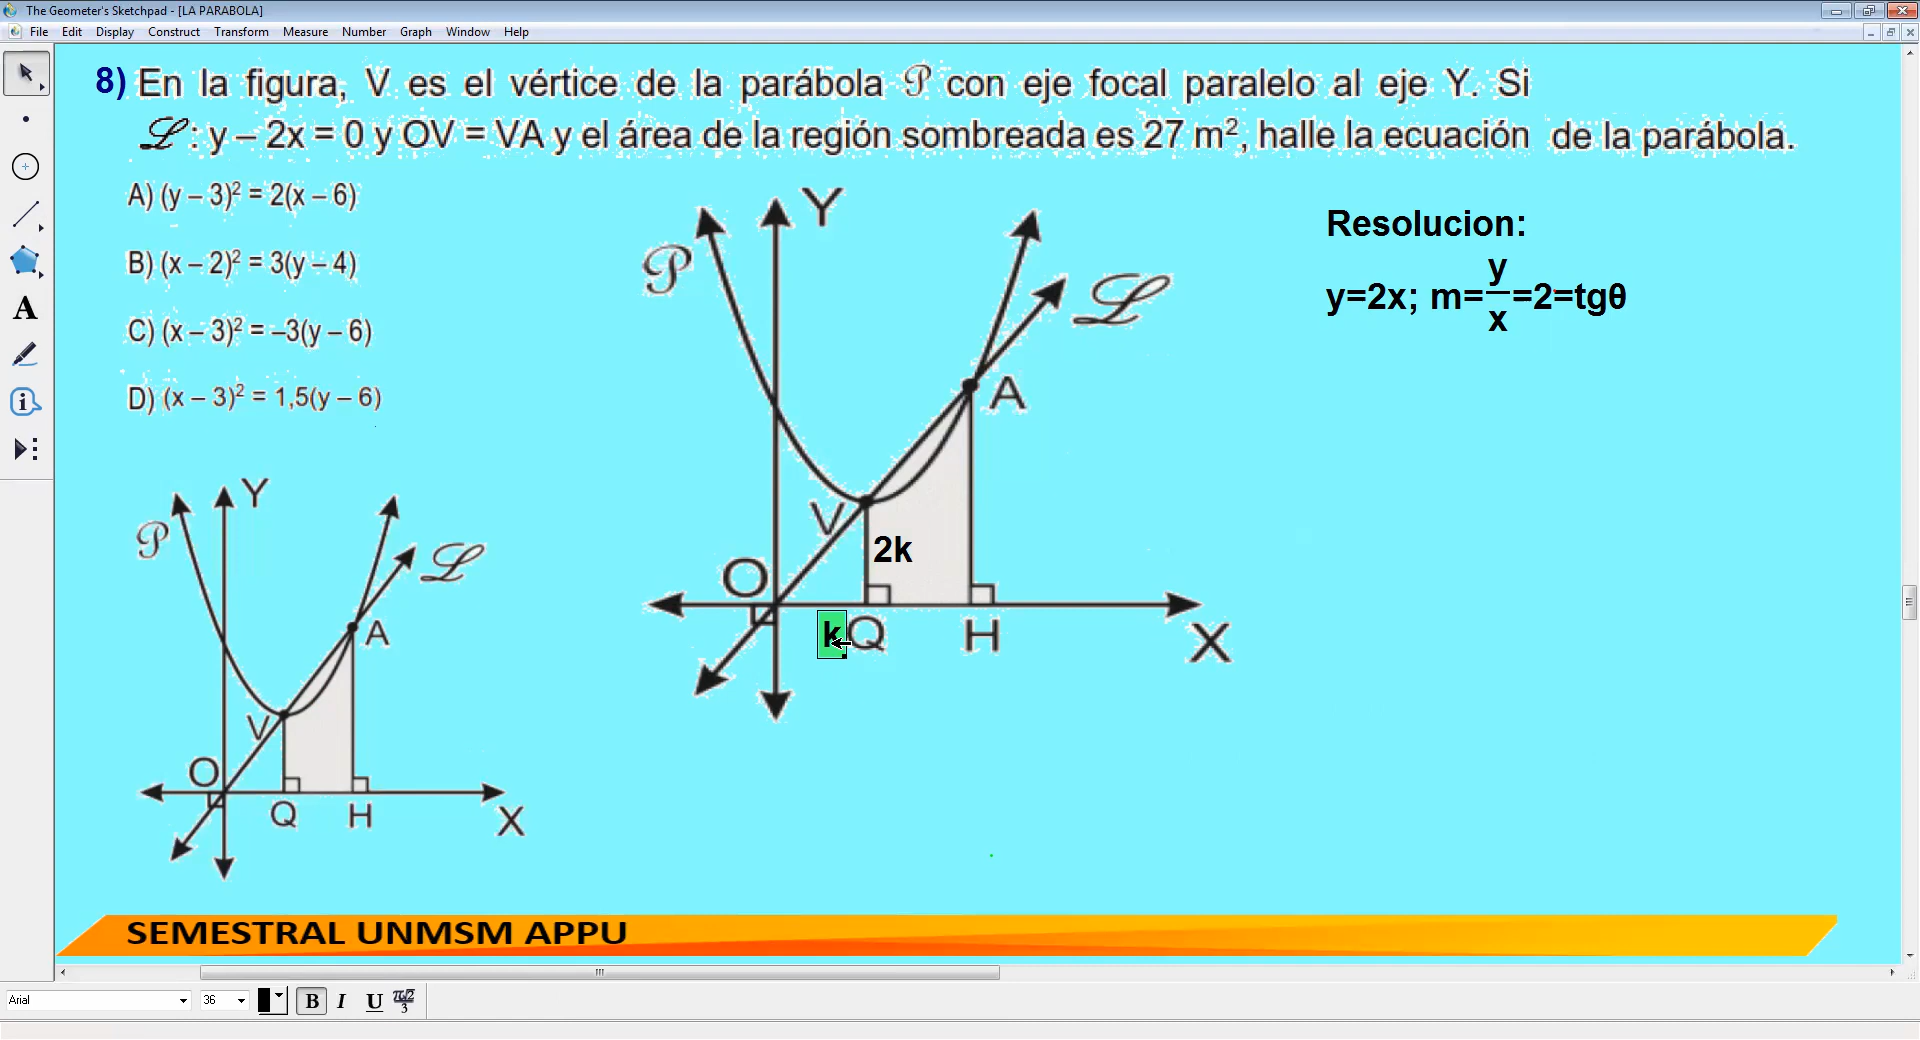 The Geometer's Sketchpad - [LA PARABOLA]
File Edit Display Construct Transform Measure Number Graph Window Help
8) En la figura, V es el vértice de la parábola 𝒫 con eje focal paralelo al eje Y. Si
ℒ : y – 2x = 0 y OV = VA y el área de la región sombreada es 27 m², halle la ecuación de la parábola.
A) (y – 3)² = 2(x – 6)
B) (x – 2)² = 3(y – 4)
C) (x – 3)² = –3(y – 6)
D) (x – 3)² = 1,5(y – 6)
Resolucion:
y=2x; m=y/x=2=tgθ
𝒫
Y
ℒ
A
V
2k
O
k
Q
H
X
𝒫
Y
ℒ
A
V
O
Q
H
X
SEMESTRAL UNMSM APPU
Arial 36 B I U